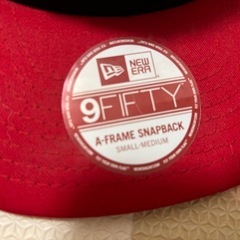 NEW ERA
9FIFTY
A-FRAME SNAPBACK
SMALL-MEDIUM